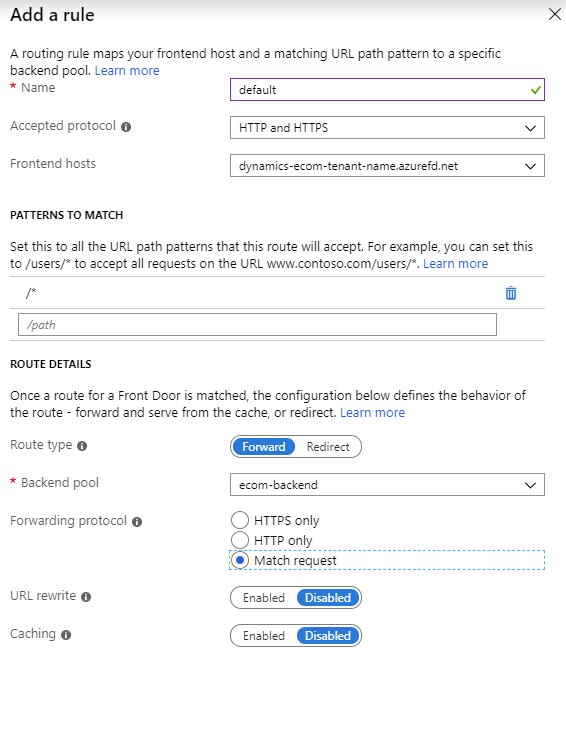 Add a rule
A routing rule maps your frontend host and a matching URL path pattern to a specific
backend pool. Learn more
* Name
default
Accepted protocol
HTTP and HTTPS
Frontend hosts
dynamics-ecom-tenant-name.azurefd.net
PATTERNS TO MATCH
Set this to all the URL path patterns that this route will accept. For example, you can set this
to /users/* to accept all requests on the URL www.contoso.com/users/*. Learn more
/*
/path
ROUTE DETAILS
Once a route for a Front Door is matched, the configuration below defines the behavior of
the route - forward and serve from the cache, or redirect. Learn more
Route type
Forward Redirect
* Backend pool
ecom-backend
Forwarding protocol
HTTPS only
HTTP only
Match request
URL rewrite
Enabled Disabled
Caching
Enabled Disabled